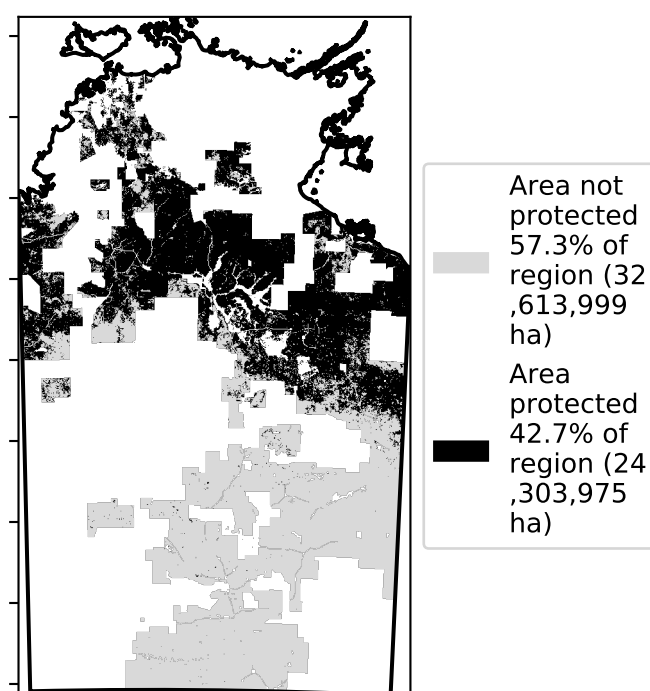 Area not
protected
57.3% of
region (32
,613,999
ha)
Area
protected
42.7% of
region (24
,303,975
ha)